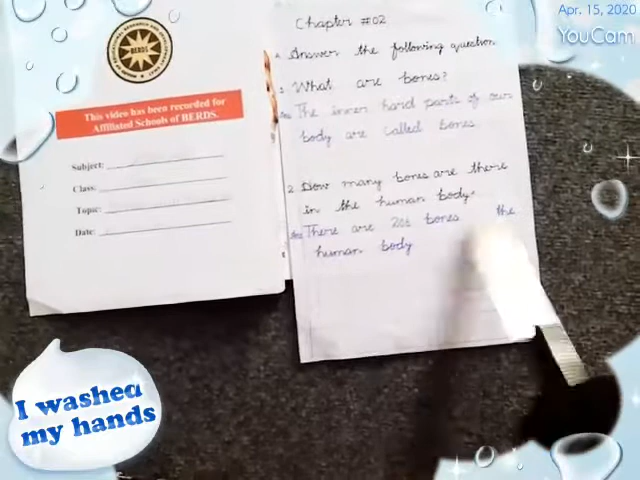 Apr. 15, 2020
YouCam
BERDS
This video has been recorded for
Affiliated Schools of BERDS.
Subject:
Class:
Topic:
Date:
Chapter #02
Answer the following question
1 What are bones?
Ans The inner hard parts of our
body are called bones
2. How many bones are there
in the human body.
Ans There are 206 bones the
human body
I washed
my hands